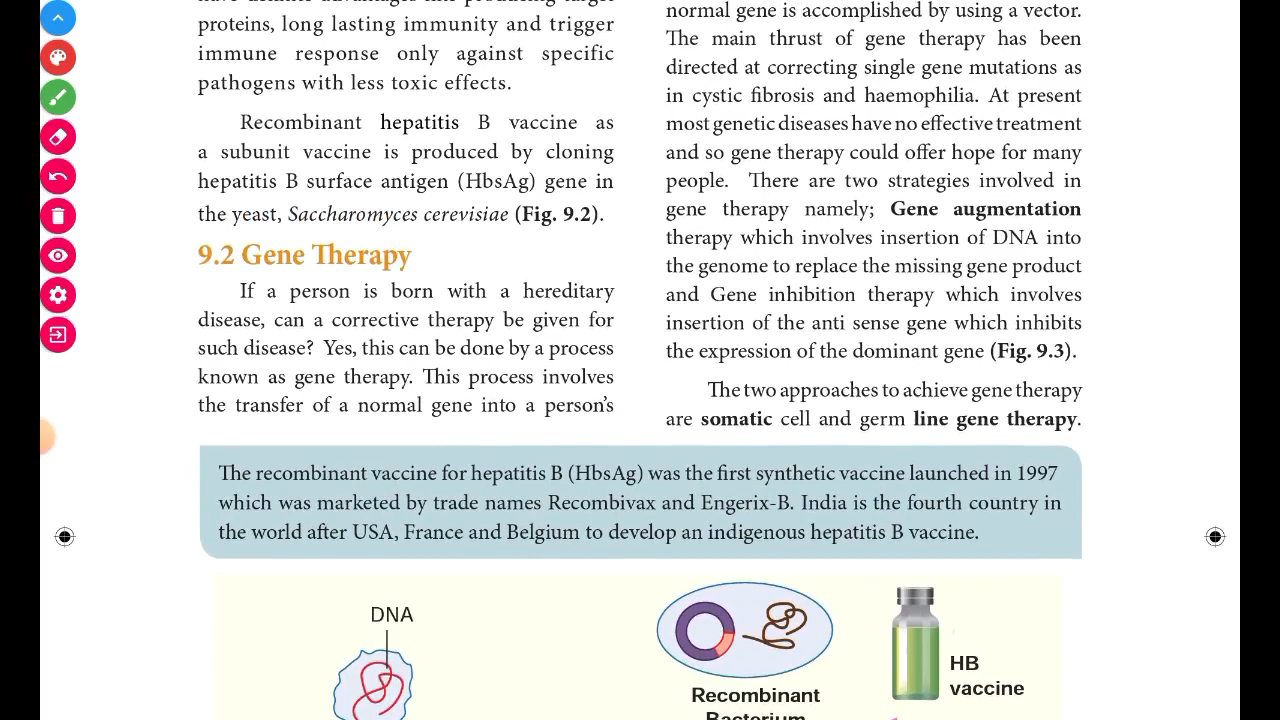 proteins, long lasting immunity and trigger
immune response only against specific
pathogens with less toxic effects.
Recombinant hepatitis B vaccine as
a subunit vaccine is produced by cloning
hepatitis B surface antigen (HbsAg) gene in
the yeast, Saccharomyces cerevisiae (Fig. 9.2).
9.2 Gene Therapy
If a person is born with a hereditary
disease, can a corrective therapy be given for
such disease? Yes, this can be done by a process
known as gene therapy. This process involves
the transfer of a normal gene into a person's
normal gene is accomplished by using a vector.
The main thrust of gene therapy has been
directed at correcting single gene mutations as
in cystic fibrosis and haemophilia. At present
most genetic diseases have no effective treatment
and so gene therapy could offer hope for many
people. There are two strategies involved in
gene therapy namely; Gene augmentation
therapy which involves insertion of DNA into
the genome to replace the missing gene product
and Gene inhibition therapy which involves
insertion of the anti sense gene which inhibits
the expression of the dominant gene (Fig. 9.3).
The two approaches to achieve gene therapy
are somatic cell and germ line gene therapy.
The recombinant vaccine for hepatitis B (HbsAg) was the first synthetic vaccine launched in 1997
which was marketed by trade names Recombivax and Engerix-B. India is the fourth country in
the world after USA, France and Belgium to develop an indigenous hepatitis B vaccine.
DNA
HB
vaccine
Recombinant
Bacterium